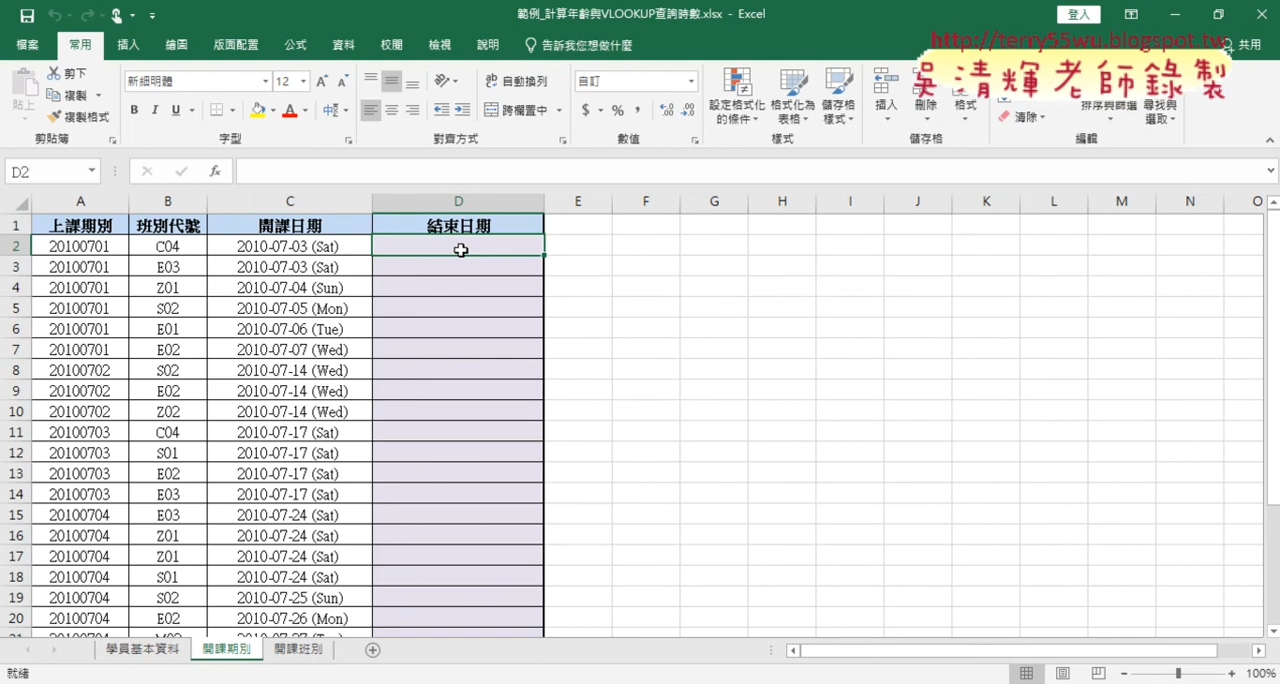 範例_計算年齡與VLOOKUP查詢時數.xlsx - Excel
登入
檔案 常用 插入 繪圖 版面配置 公式 資料 校閱 檢視 說明 告訴我您想做什麼
共用
http://terry55wu.blogspot.tw
吳清輝老師錄製
貼上 剪下 複製 複製格式 剪貼簿
新細明體 12 B I U A 字型
自動換列 跨欄置中 對齊方式
自訂 $ % 數值
設定格式化的條件 格式化為表格 儲存格樣式 樣式
插入 刪除 格式 儲存格
清除 排序與篩選 尋找與選取 編輯
D2 fx
A B C D E F G H I J K L M N O
1 上課期別 班別代號 開課日期 結束日期
2 20100701 C04 2010-07-03 (Sat)
3 20100701 E03 2010-07-03 (Sat)
4 20100701 Z01 2010-07-04 (Sun)
5 20100701 S02 2010-07-05 (Mon)
6 20100701 E01 2010-07-06 (Tue)
7 20100701 E02 2010-07-07 (Wed)
8 20100702 S02 2010-07-14 (Wed)
9 20100702 E02 2010-07-14 (Wed)
10 20100702 Z02 2010-07-14 (Wed)
11 20100703 C04 2010-07-17 (Sat)
12 20100703 S01 2010-07-17 (Sat)
13 20100703 E02 2010-07-17 (Sat)
14 20100703 E03 2010-07-17 (Sat)
15 20100704 E03 2010-07-24 (Sat)
16 20100704 Z01 2010-07-24 (Sat)
17 20100704 Z01 2010-07-24 (Sat)
18 20100704 S01 2010-07-24 (Sat)
19 20100704 S02 2010-07-25 (Sun)
20 20100704 E02 2010-07-26 (Mon)
學員基本資料 開課期別 開課班別
就緒 100%